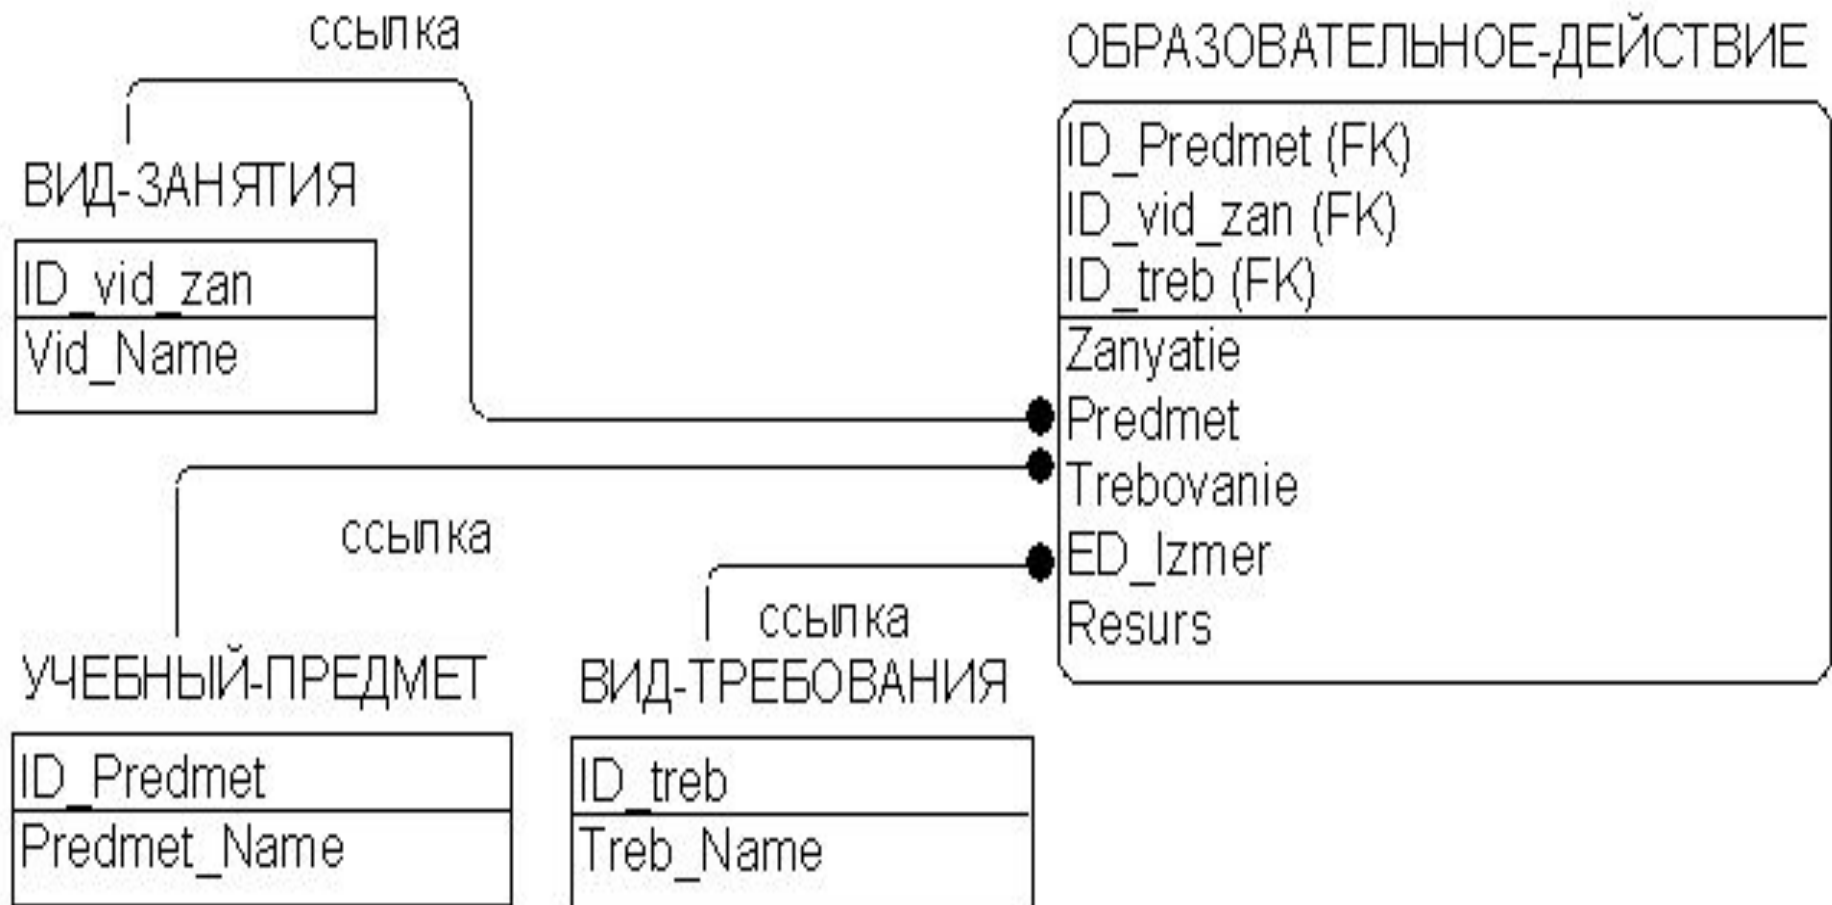 ссылка
ВИД-ЗАНЯТИЯ
ID_vid_zan
Vid_Name
ОБРАЗОВАТЕЛЬНОЕ-ДЕЙСТВИЕ
ID_Predmet (FK)
ID_vid_zan (FK)
ID_treb (FK)
Zanyatie
Predmet
Trebovanie
ED_Izmer
Resurs
ссылка
УЧЕБНЫЙ-ПРЕДМЕТ
ID_Predmet
Predmet_Name
ссылка
ВИД-ТРЕБОВАНИЯ
ID_treb
Treb_Name